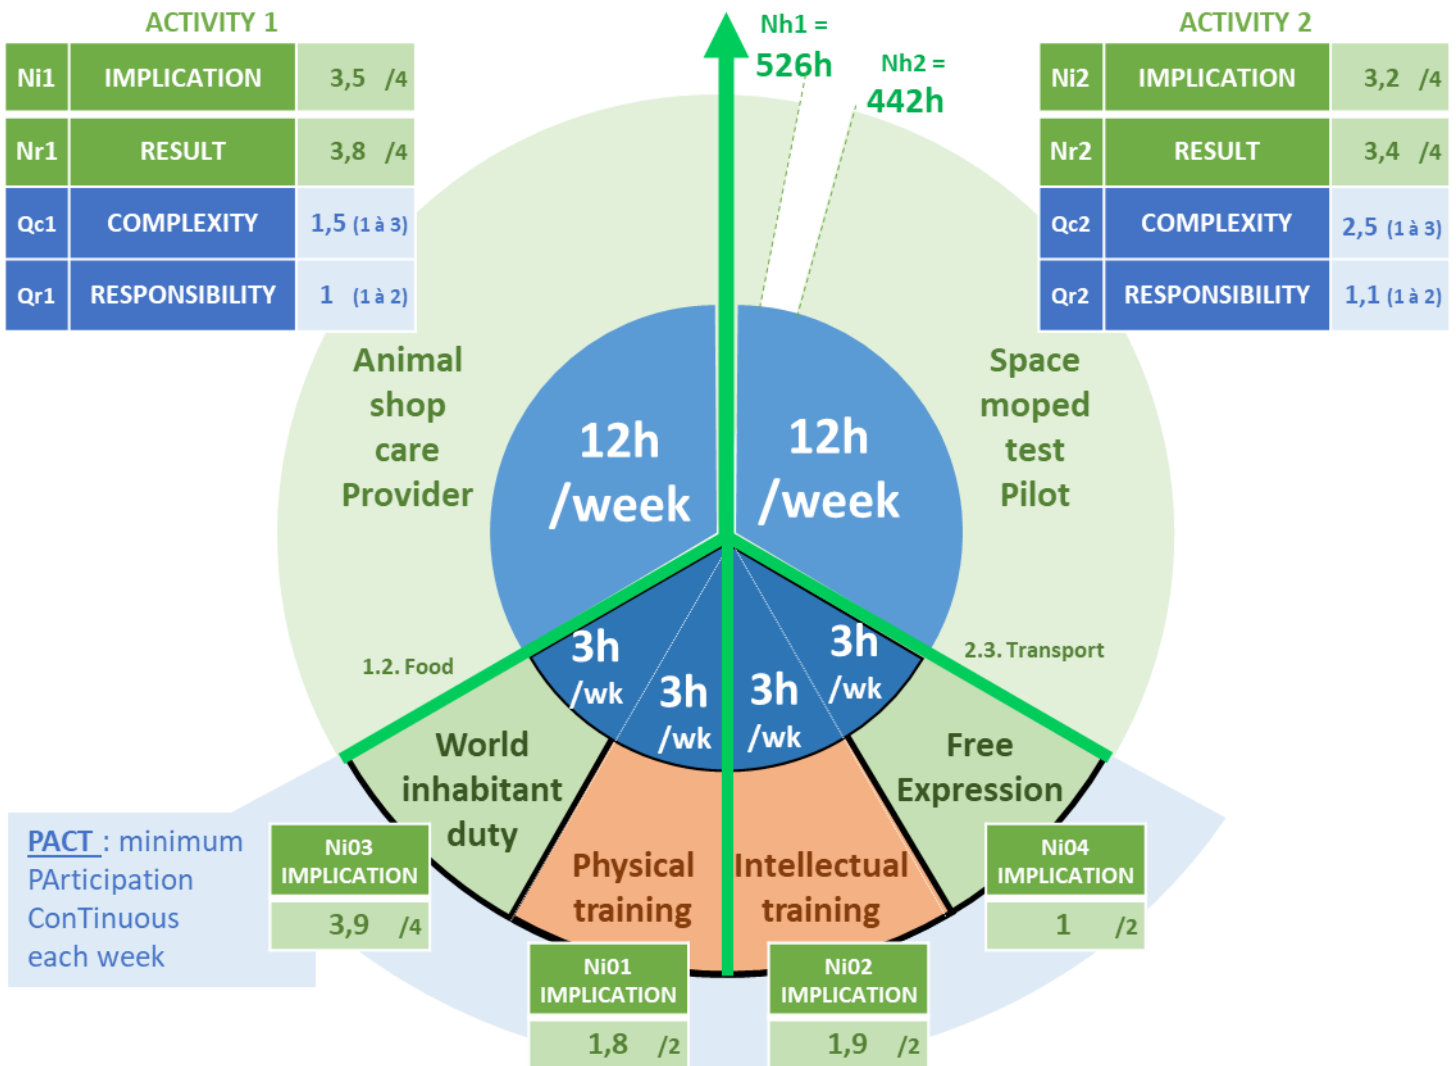 ACTIVITY 1
Ni1 IMPLICATION 3,5 /4
Nr1 RESULT 3,8 /4
Qc1 COMPLEXITY 1,5 (1 à 3)
Qr1 RESPONSIBILITY 1 (1 à 2)
Nh1 =
526h
Nh2 =
442h
ACTIVITY 2
Ni2 IMPLICATION 3,2 /4
Nr2 RESULT 3,4 /4
Qc2 COMPLEXITY 2,5 (1 à 3)
Qr2 RESPONSIBILITY 1,1 (1 à 2)
Animal
shop
care
Provider
12h
/week
12h
/week
Space
moped
test
Pilot
1.2. Food
2.3. Transport
3h
/wk
3h
/wk
3h
/wk
3h
/wk
World
inhabitant
duty
Physical
training
Intellectual
training
Free
Expression
PACT : minimum
PArticipation
ConTinuous
each week
Ni03
IMPLICATION
3,9 /4
Ni01
IMPLICATION
1,8 /2
Ni02
IMPLICATION
1,9 /2
Ni04
IMPLICATION
1 /2